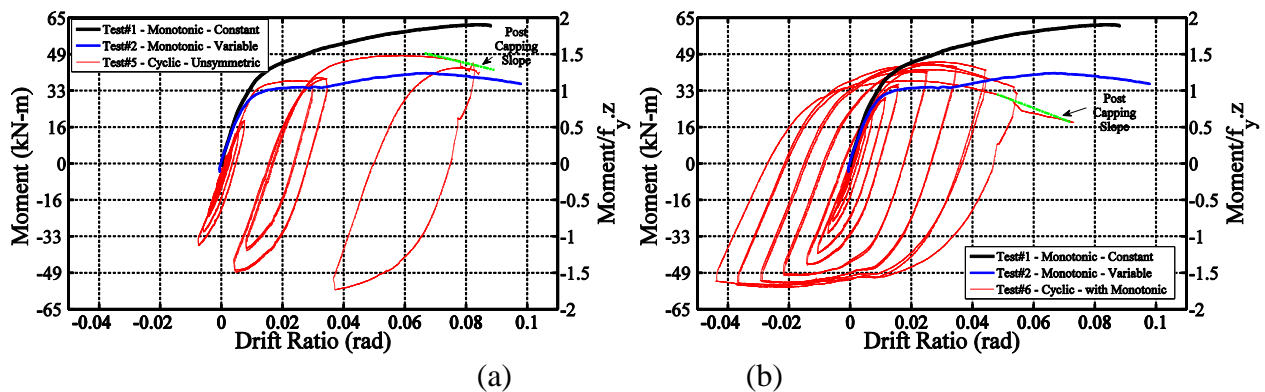 65
49
33
16
0
-16
-33
-49
-65
Moment (kN-m)
Test#1 - Monotonic - Constant
Test#2 - Monotonic - Variable
Test#5 - Cyclic - Unsymmetric
Post
Capping
Slope
2
1.5
1
0.5
0
-0.5
-1
-1.5
-2
Moment/f_y.z
-0.04 -0.02 0 0.02 0.04 0.06 0.08 0.1
Drift Ratio (rad)
(a)
65
49
33
16
0
-16
-33
-49
-65
Moment (kN-m)
Post
Capping
Slope
Test#1 - Monotonic - Constant
Test#2 - Monotonic - Variable
Test#6 - Cyclic - with Monotonic
2
1.5
1
0.5
0
-0.5
-1
-1.5
-2
Moment/f_y.z
-0.04 -0.02 0 0.02 0.04 0.06 0.08 0.1
Drift Ratio (rad)
(b)